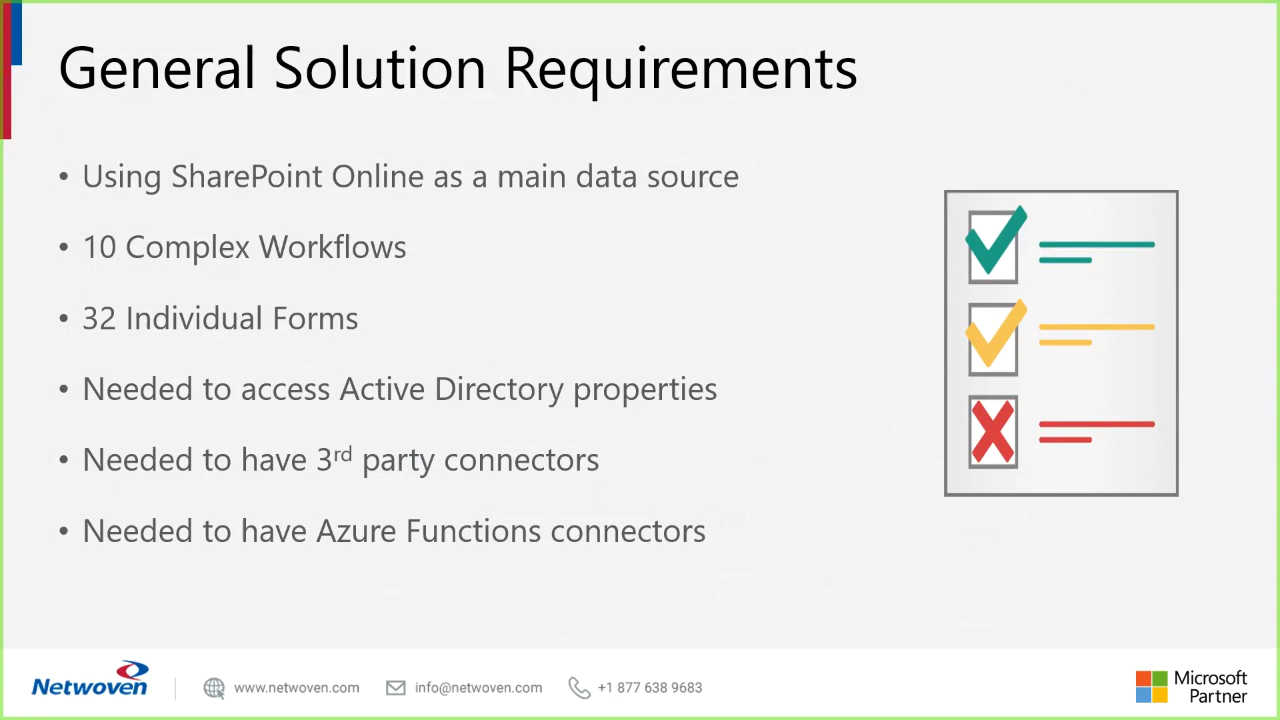 General Solution Requirements
• Using SharePoint Online as a main data source
• 10 Complex Workflows
• 32 Individual Forms
• Needed to access Active Directory properties
• Needed to have 3rd party connectors
• Needed to have Azure Functions connectors
Netwoven
www.netwoven.com
info@netwoven.com
+1 877 638 9683
Microsoft
Partner